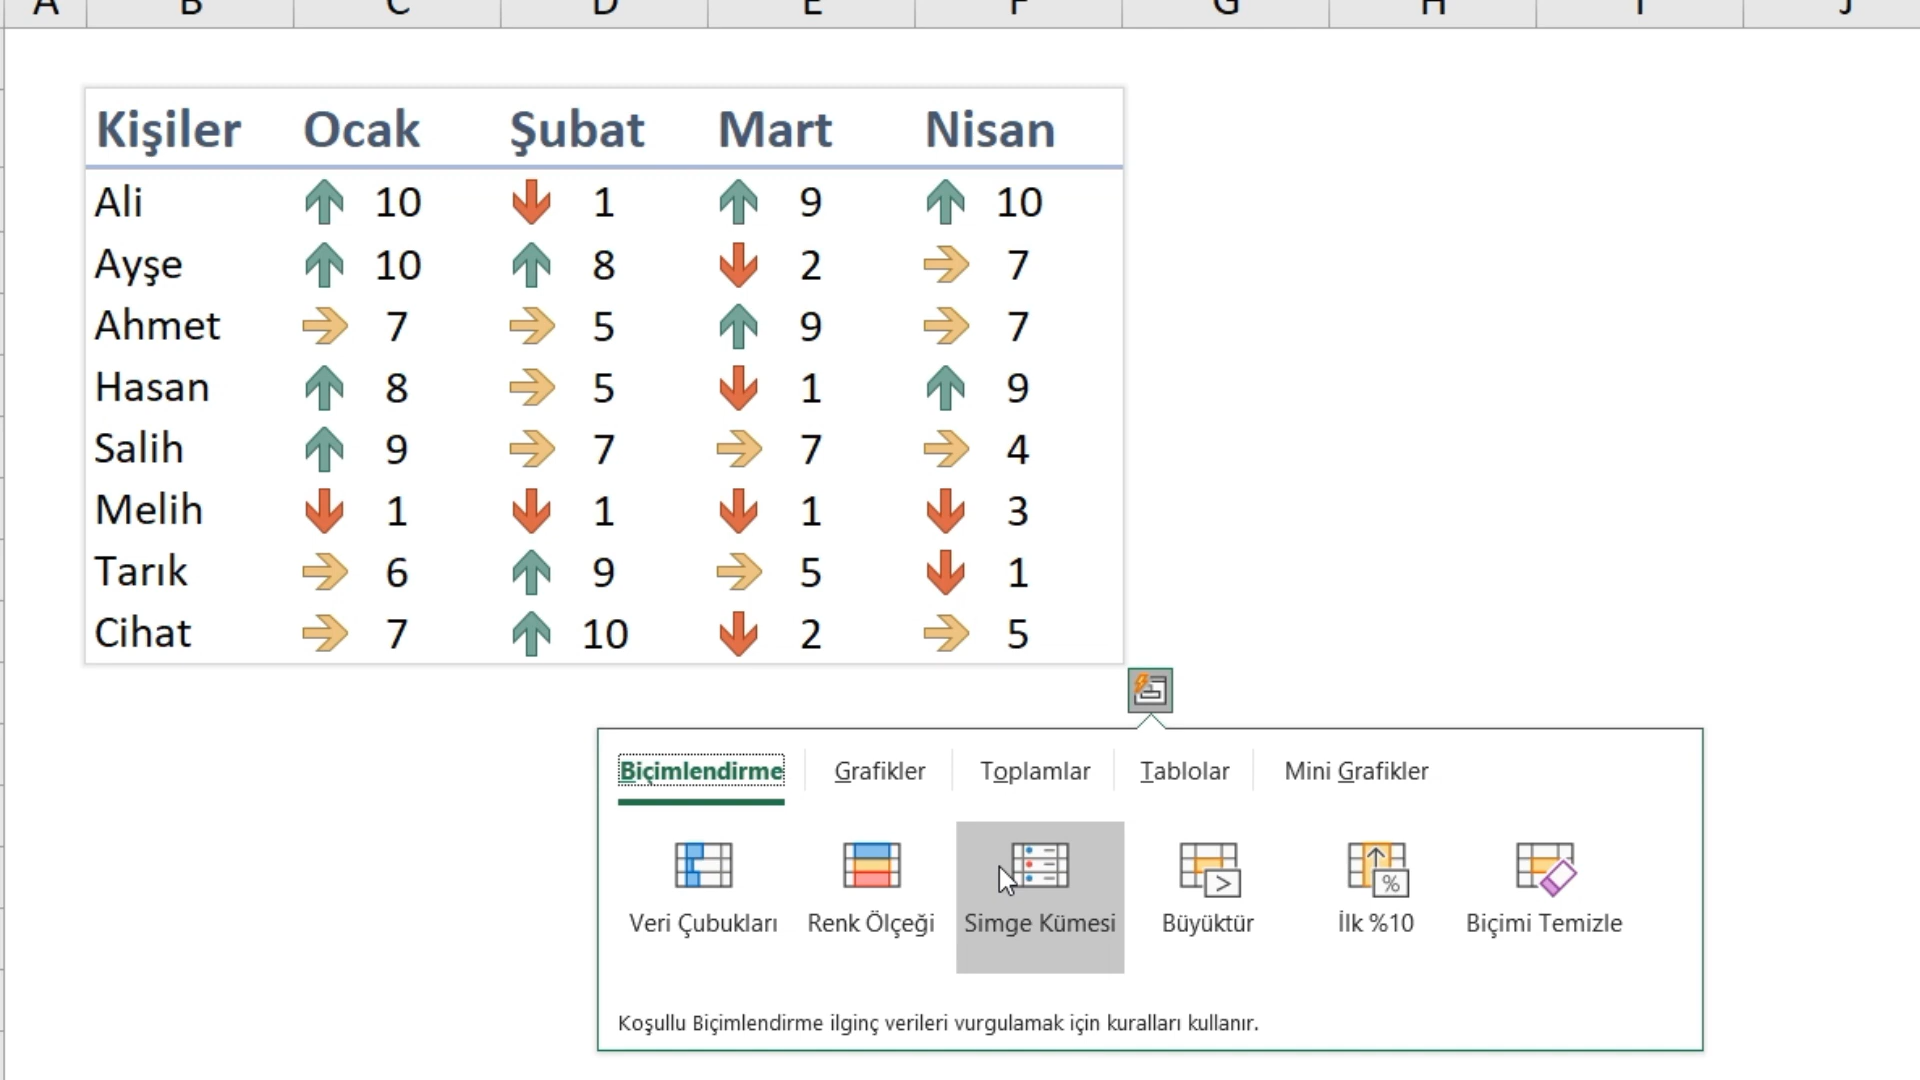 A B C D E F G H I J
Kişiler Ocak Şubat Mart Nisan
Ali 10 1 9 10
Ayşe 10 8 2 7
Ahmet 7 5 9 7
Hasan 8 5 1 9
Salih 9 7 7 4
Melih 1 1 1 3
Tarık 6 9 5 1
Cihat 7 10 2 5
Biçimlendirme Grafikler Toplamlar Tablolar Mini Grafikler
> %
Veri Çubukları Renk Ölçeği Simge Kümesi Büyüktür İlk %10 Biçimi Temizle
Koşullu Biçimlendirme ilginç verileri vurgulamak için kuralları kullanır.